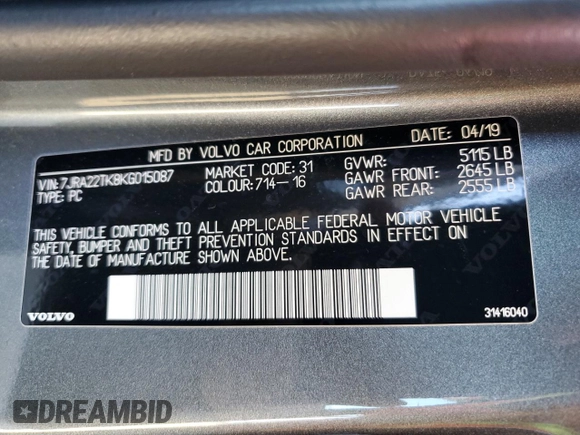 MFD BY VOLVO CAR CORPORATION DATE: 04/19
VIN: 7JRA22TK8KG015087 MARKET CODE: 31 GVWR: 5115 LB
TYPE: PC COLOUR: 714-16 GAWR FRONT: 2645 LB
GAWR REAR: 2555 LB
THIS VEHICLE CONFORMS TO ALL APPLICABLE FEDERAL MOTOR VEHICLE
SAFETY, BUMPER AND THEFT PREVENTION STANDARDS IN EFFECT ON
THE DATE OF MANUFACTURE SHOWN ABOVE.
VOLVO 31416040
DREAMBID